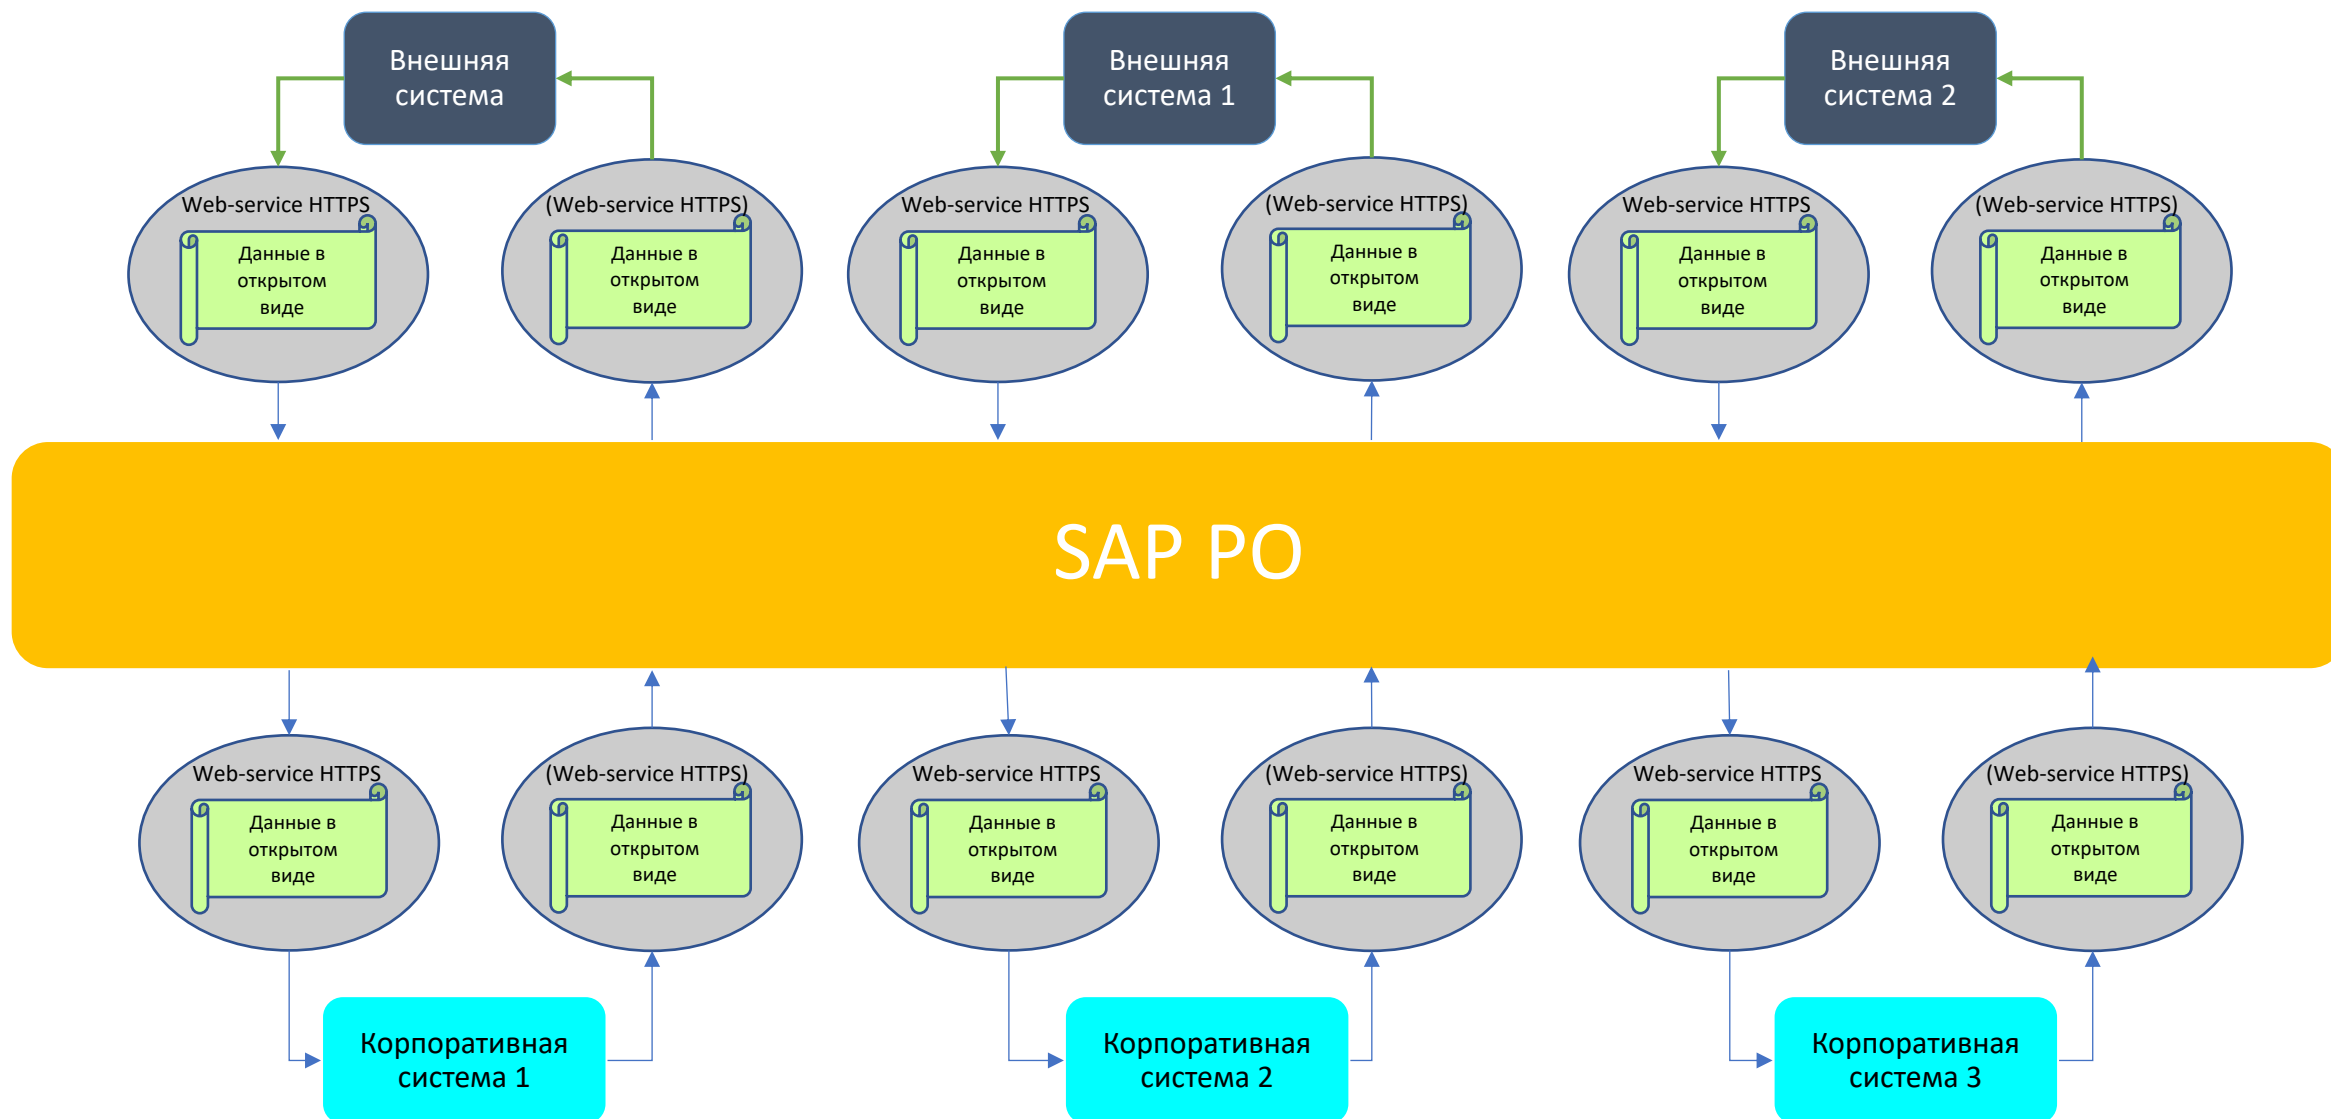 Внешняя
система
Внешняя
система 1
Внешняя
система 2
Web-service HTTPS
Данные в
открытом
виде
(Web-service HTTPS)
Данные в
открытом
виде
Web-service HTTPS
Данные в
открытом
виде
(Web-service HTTPS)
Данные в
открытом
виде
Web-service HTTPS
Данные в
открытом
виде
(Web-service HTTPS)
Данные в
открытом
виде
SAP PO
Web-service HTTPS
Данные в
открытом
виде
(Web-service HTTPS)
Данные в
открытом
виде
Web-service HTTPS
Данные в
открытом
виде
(Web-service HTTPS)
Данные в
открытом
виде
Web-service HTTPS
Данные в
открытом
виде
(Web-service HTTPS)
Данные в
открытом
виде
Корпоративная
система 1
Корпоративная
система 2
Корпоративная
система 3